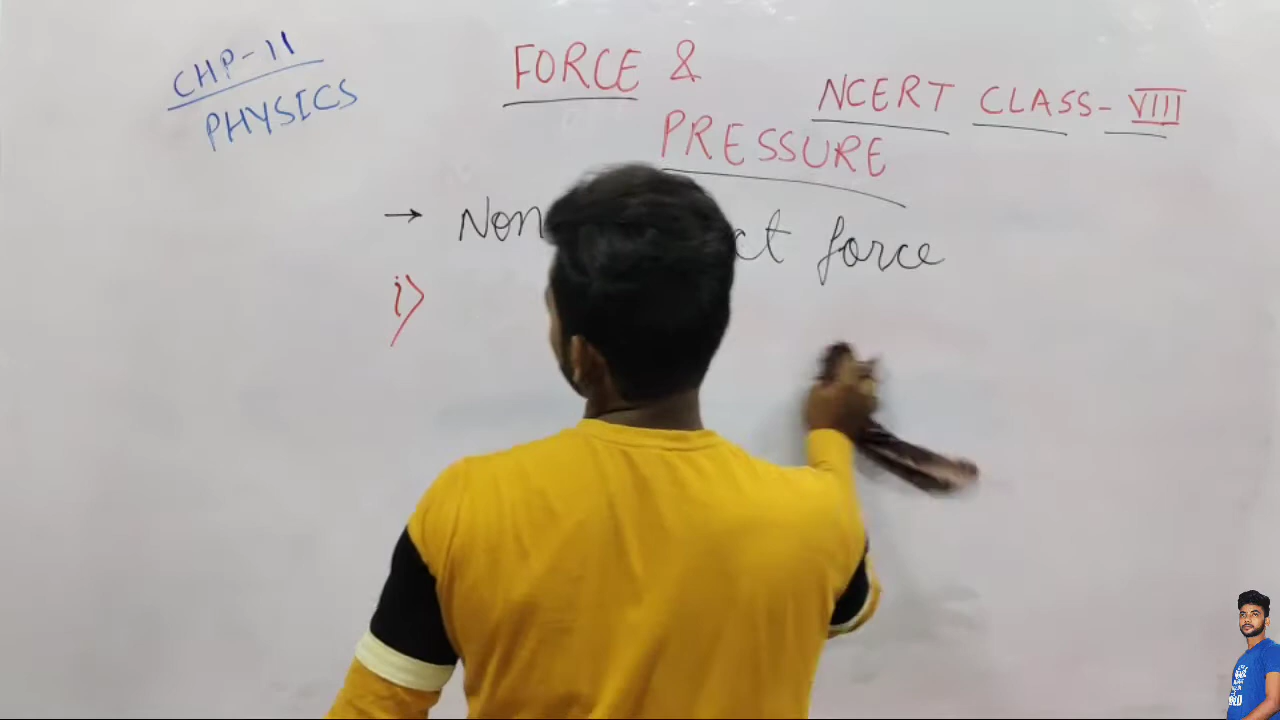 CHP-11
PHYSICS
FORCE &
PRESSURE
NCERT CLASS-VIII
→ Non ct force
i)